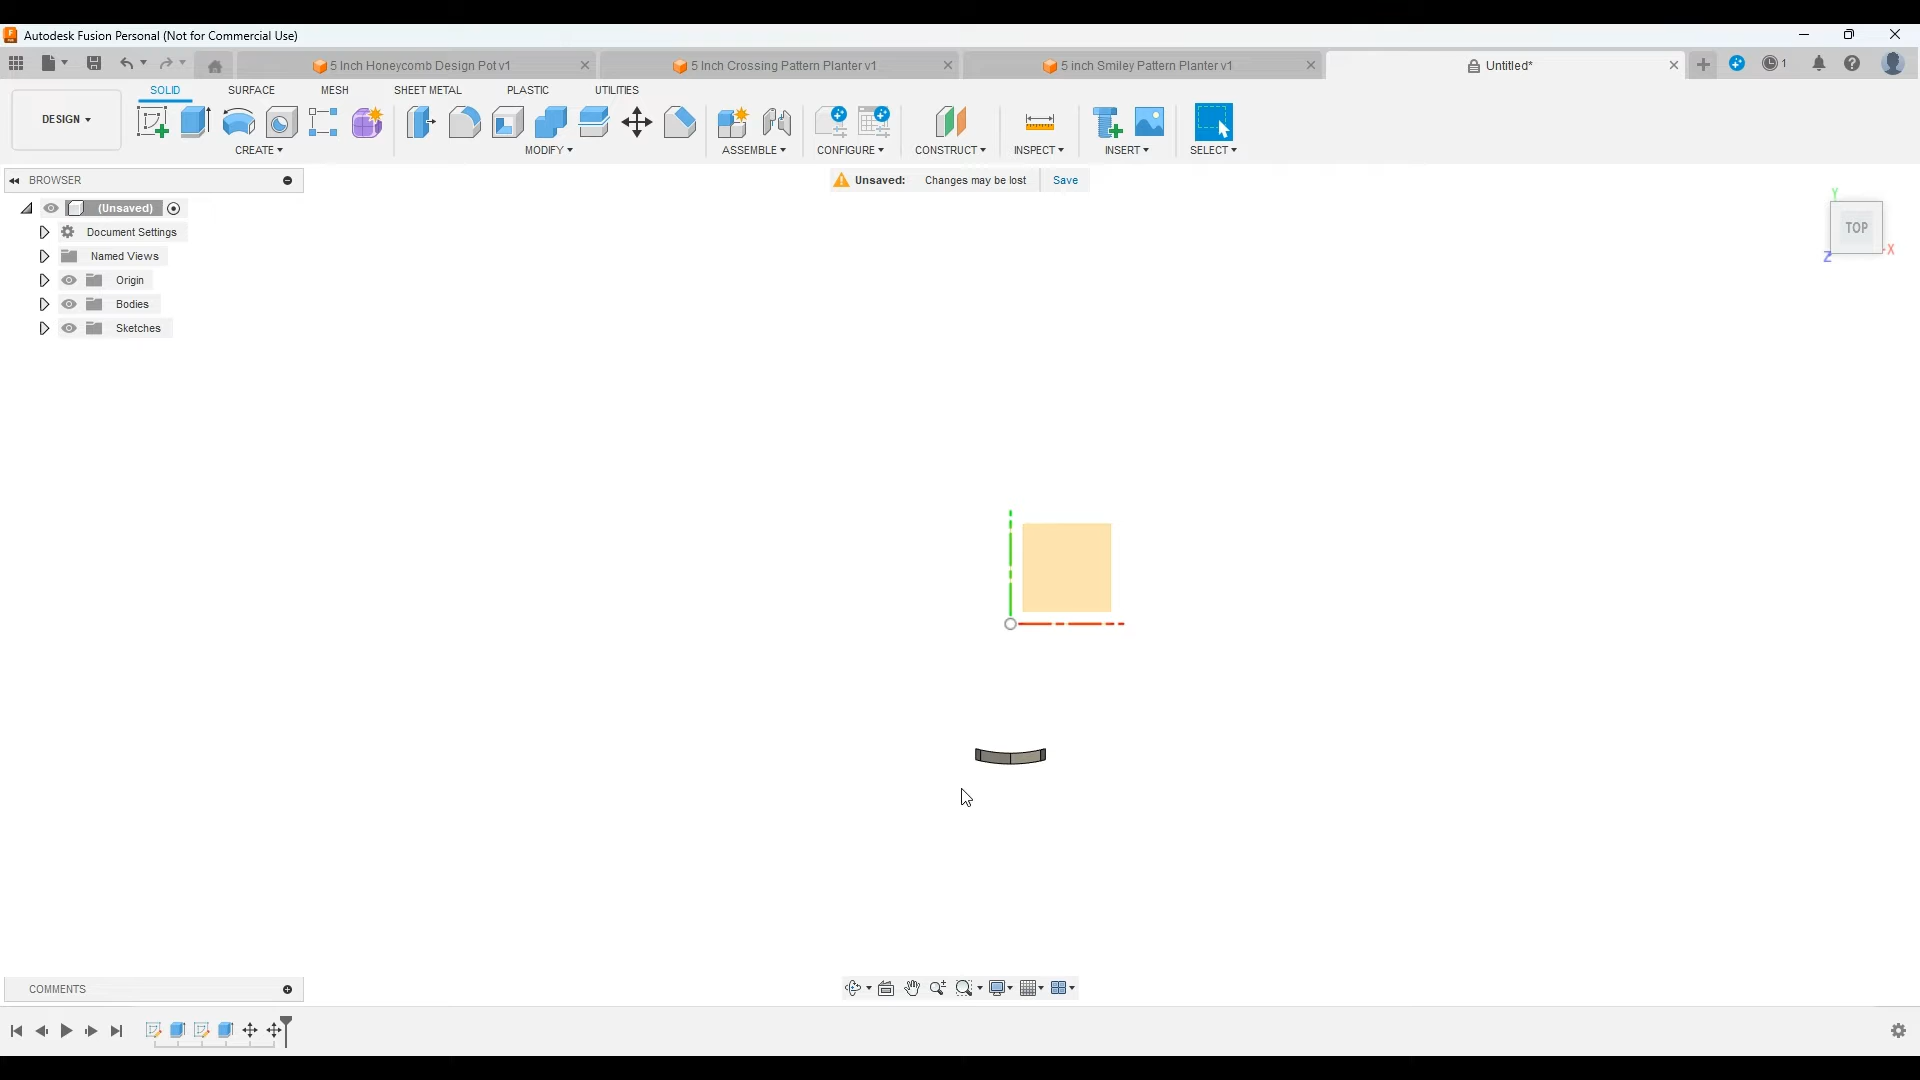 Autodesk Fusion Personal (Not for Commercial Use)
5 Inch Honeycomb Design Pot v1
5 Inch Crossing Pattern Planter v1
5 inch Smiley Pattern Planter v1
Untitled*
1
DESIGN
SOLID
SURFACE
MESH
SHEET METAL
PLASTIC
UTILITIES
CREATE
MODIFY
ASSEMBLE
CONFIGURE
CONSTRUCT
INSPECT
INSERT
SELECT
BROWSER
Unsaved: Changes may be lost Save
(Unsaved)
Document Settings
Named Views
Origin
Bodies
Sketches
Y
TOP
X
Z
COMMENTS